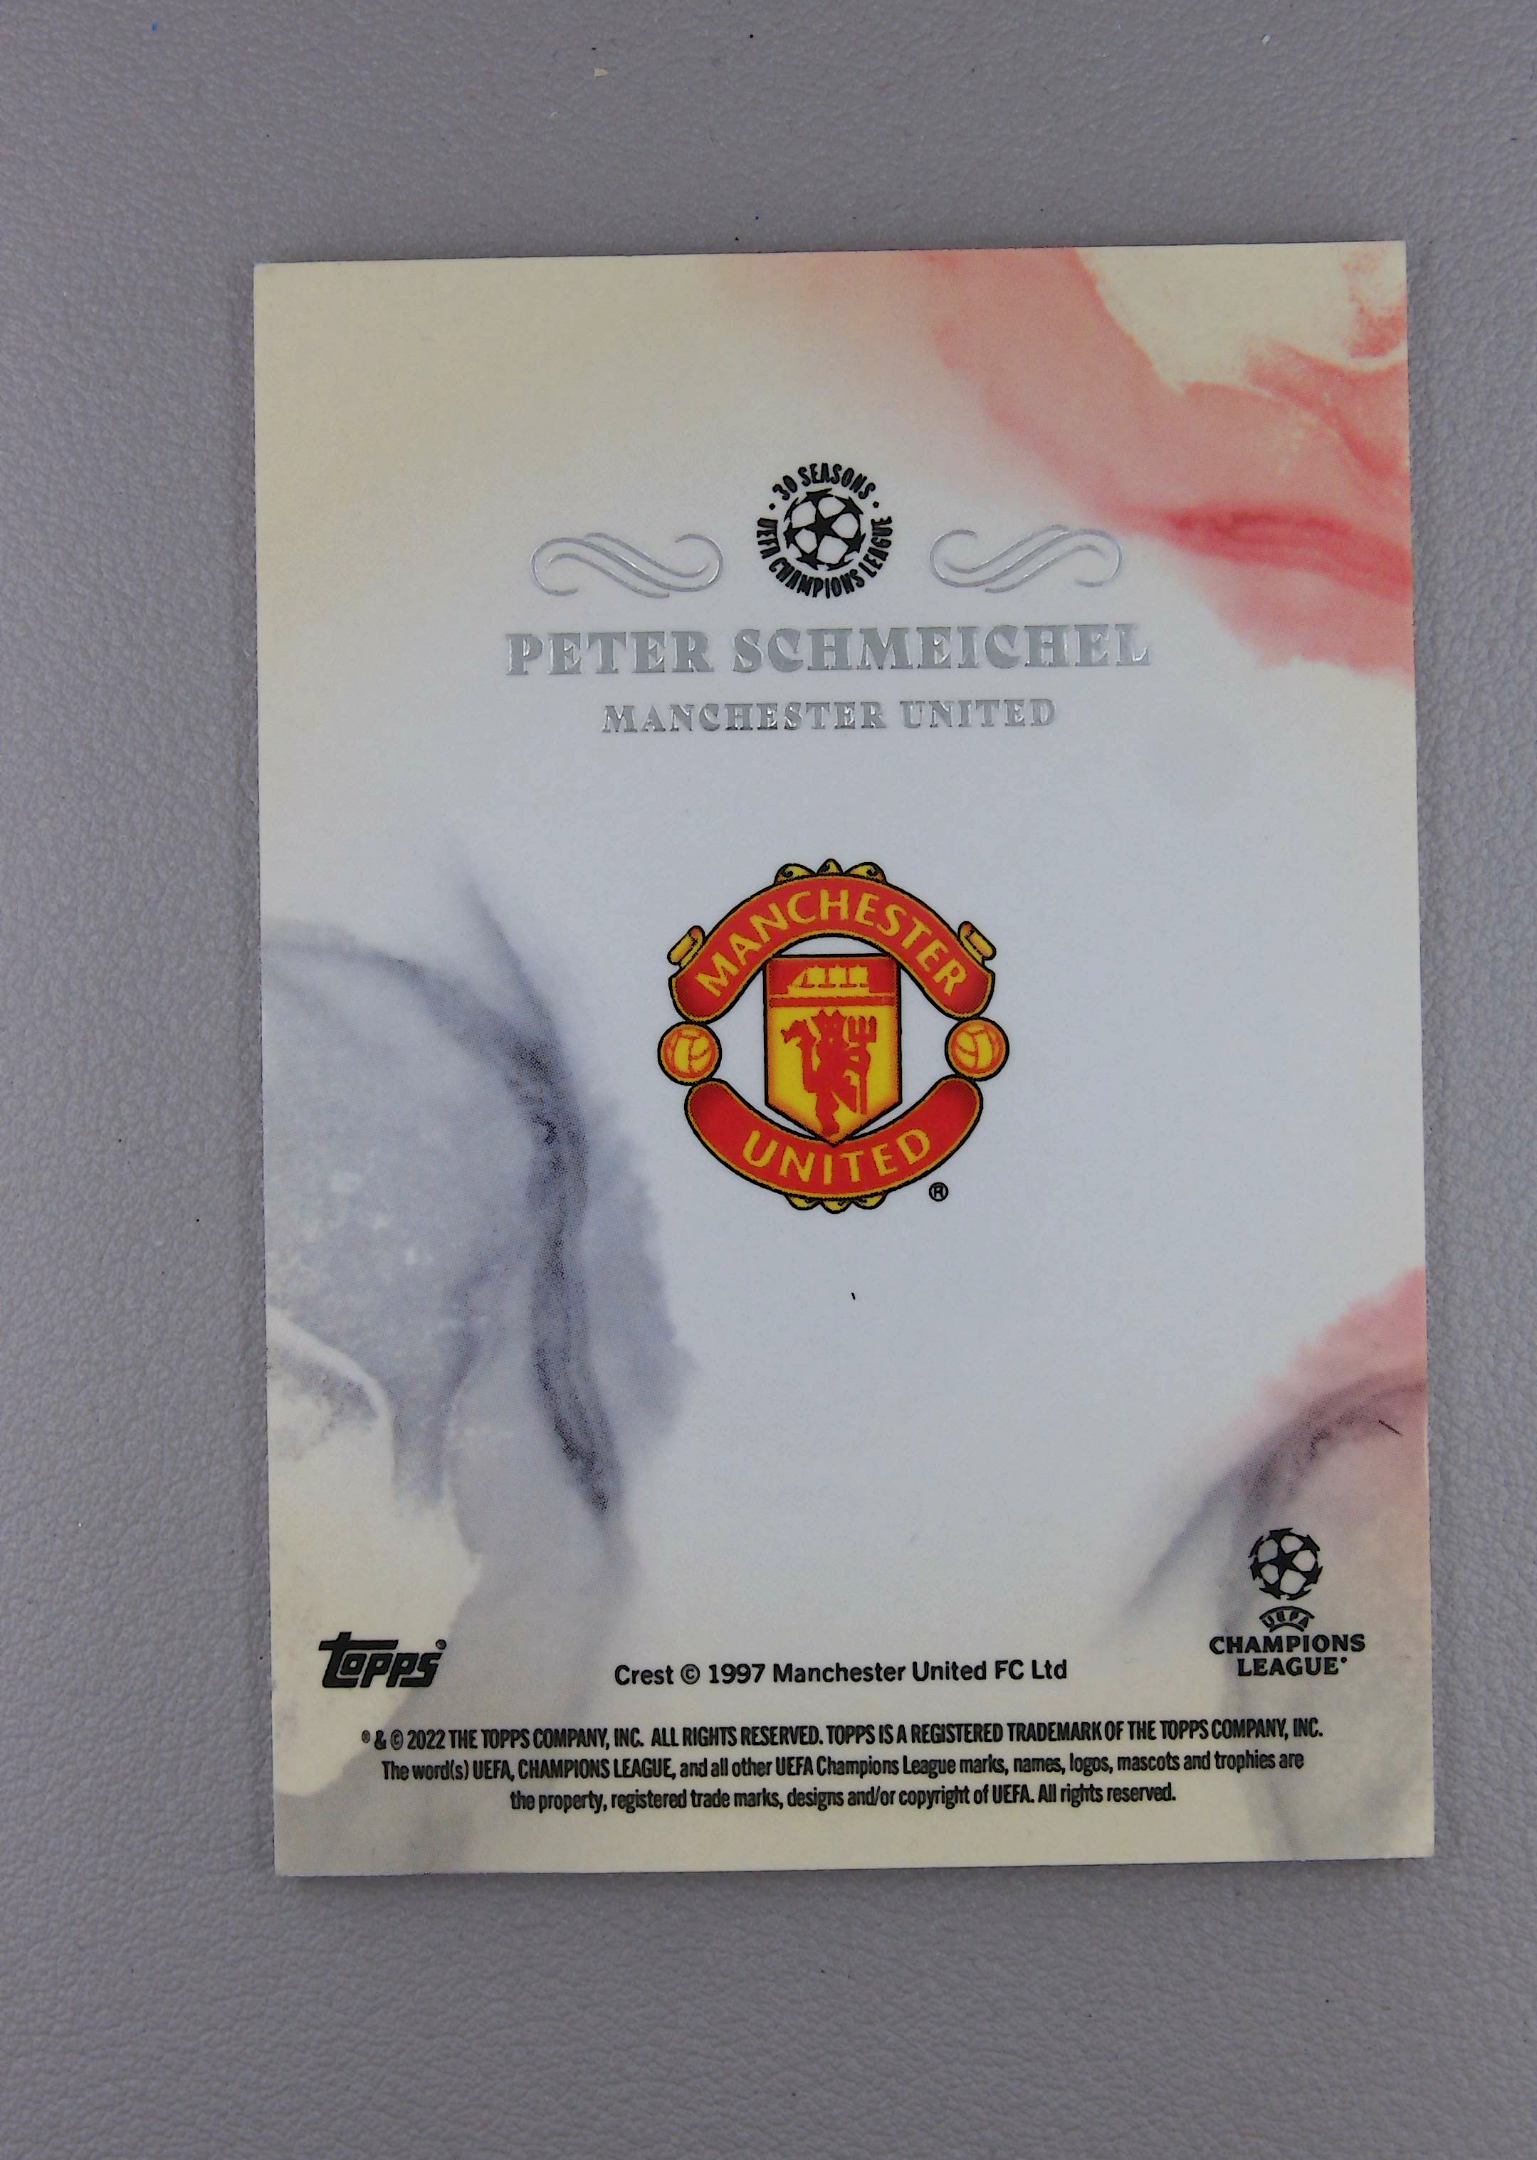 30 SEASONS
UEFA CHAMPIONS LEAGUE
PETER SCHMEICHEL
MANCHESTER UNITED
MANCHESTER
UNITED
®
UEFA
CHAMPIONS
LEAGUE®
Topps®
Crest © 1997 Manchester United FC Ltd
® & © 2022 THE TOPPS COMPANY, INC. ALL RIGHTS RESERVED. TOPPS IS A REGISTERED TRADEMARK OF THE TOPPS COMPANY, INC.
The word(s) UEFA, CHAMPIONS LEAGUE, and all other UEFA Champions League marks, names, logos, mascots and trophies are
the property, registered trade marks, designs and/or copyright of UEFA. All rights reserved.